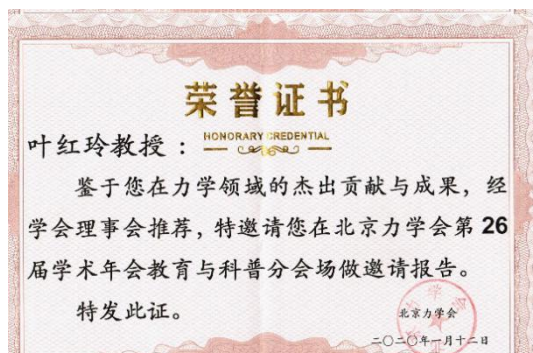 荣誉证书
HONORARY CREDENTIAL
叶红玲教授：
鉴于您在力学领域的杰出贡献与成果，经
学会理事会推荐，特邀请您在北京力学会第 26
届学术年会教育与科普分会场做邀请报告。
特发此证。
北京力学会
二〇二〇年一月十二日